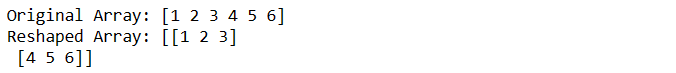 Original Array: [1 2 3 4 5 6]
Reshaped Array: [[1 2 3]
 [4 5 6]]